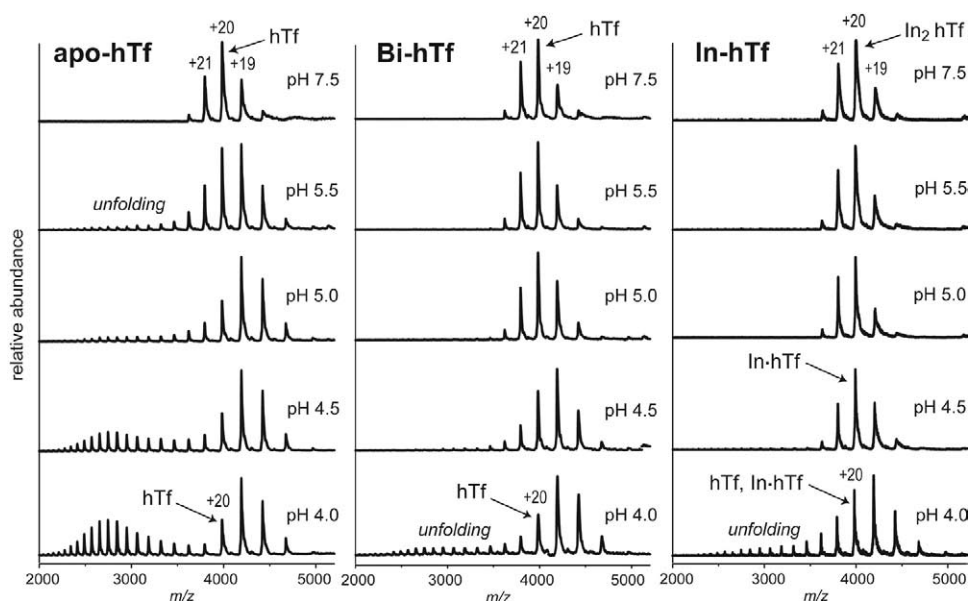 relative abundance
apo-hTf
+21
+20
+19
hTf
pH 7.5
unfolding
pH 5.5
pH 5.0
pH 4.5
hTf
+20
pH 4.0
2000 3000 4000 5000
m/z
Bi-hTf
+21
+20
+19
hTf
pH 7.5
pH 5.5
pH 5.0
pH 4.5
hTf
+20
unfolding
pH 4.0
2000 3000 4000 5000
m/z
In-hTf
+21
+20
+19
In₂ hTf
pH 7.5
pH 5.5
pH 5.0
In·hTf
pH 4.5
hTf, In·hTf
+20
unfolding
pH 4.0
2000 3000 4000 5000
m/z